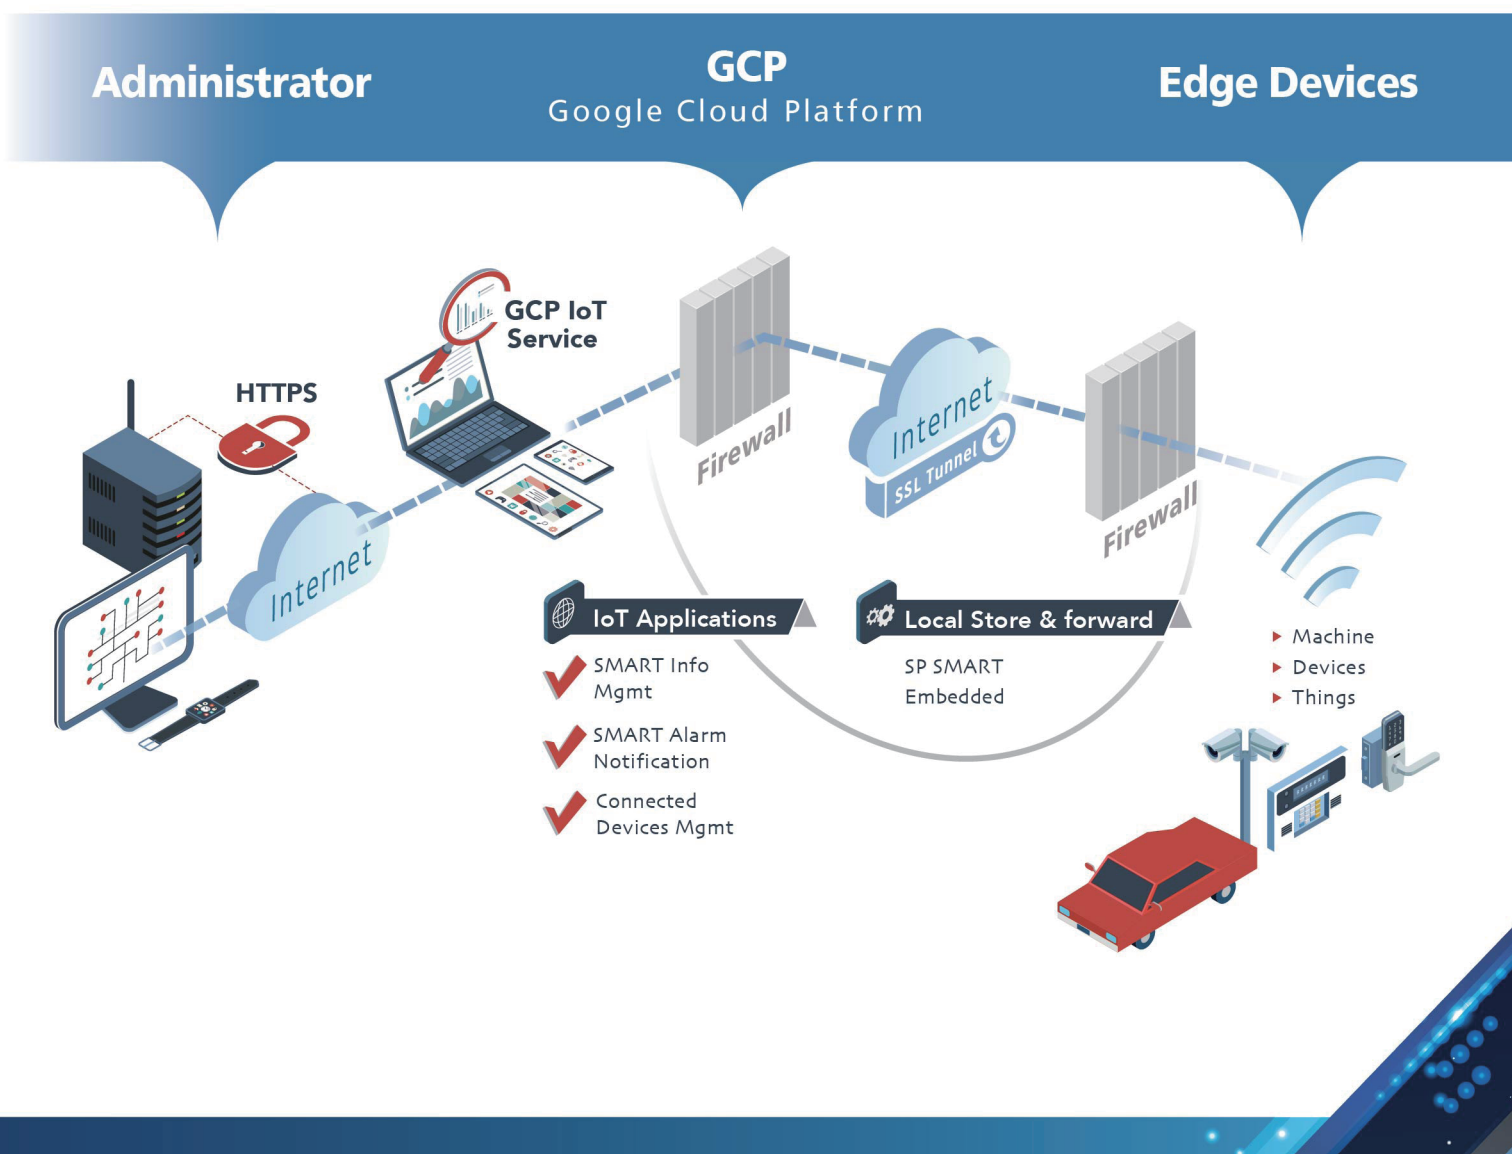 Administrator
GCP
Google Cloud Platform
Edge Devices
GCP IoT
Service
HTTPS
Internet
Firewall
Internet
SSL Tunnel
Firewall
IoT Applications
SMART Info
Mgmt
SMART Alarm
Notification
Connected
Devices Mgmt
Local Store & forward
SP SMART
Embedded
Machine
Devices
Things